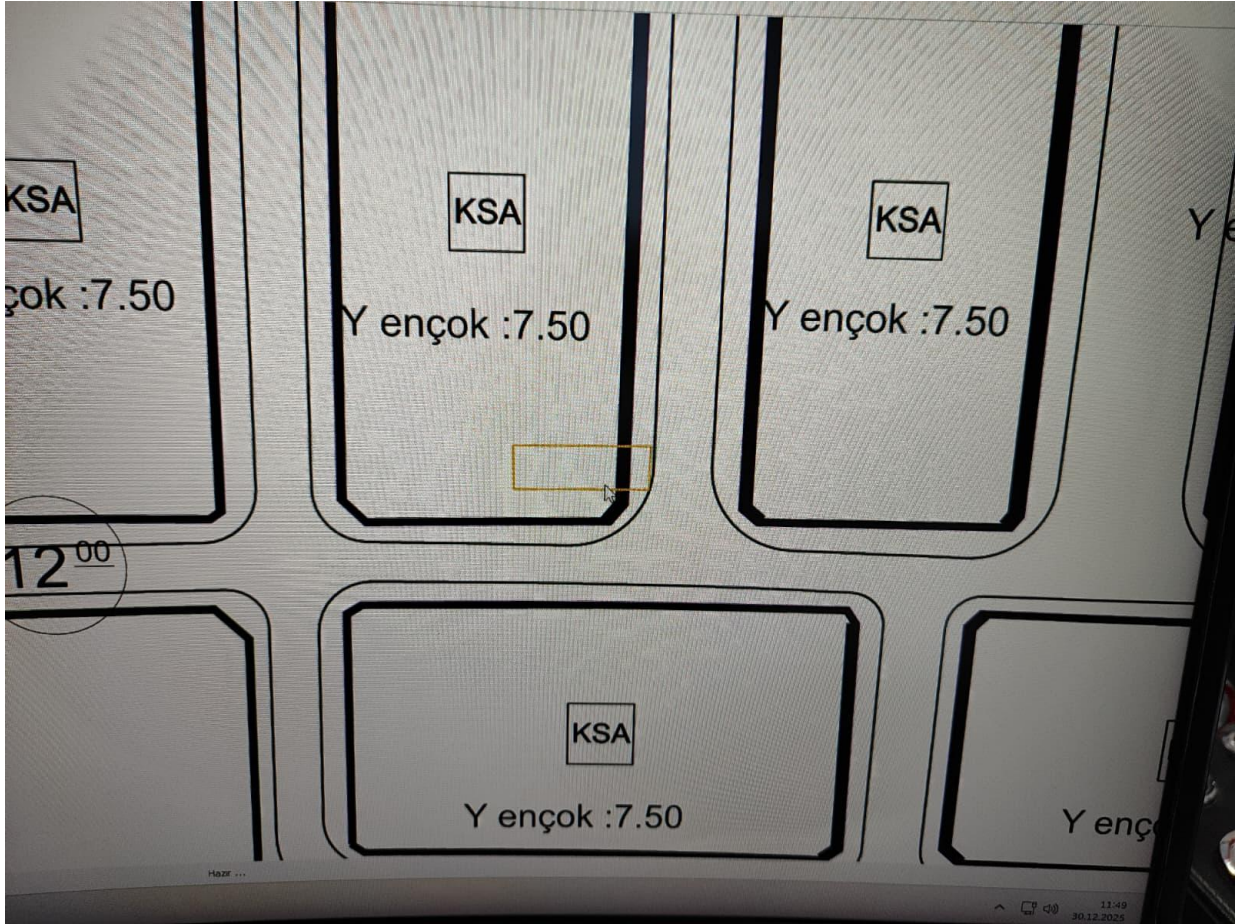 KSA
KSA
KSA
çok :7.50
Y ençok :7.50
Y ençok :7.50
Y
12 00
KSA
Y ençok :7.50
Y enç
Hazır ...
11:49
30.12.2025